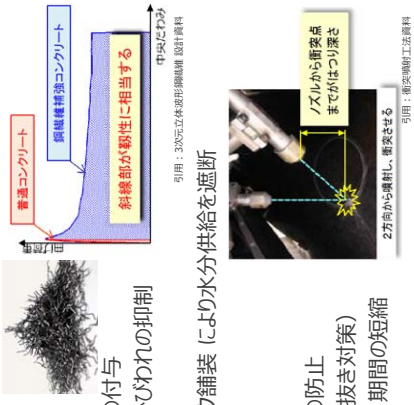 普通コンクリート
鋼繊維補強コンクリート
斜線部が靭性に相当する
中央たわみ
引用：3次元立体波形鋼繊維 設計資料
の付与
びわれの抑制
により水分供給を遮断
ノズルから衝突点
までがはつり深さ
2方向から噴射し、衝突させる
引用：衝突噴射工法資料
の防止
抜き対策）
期間の短縮